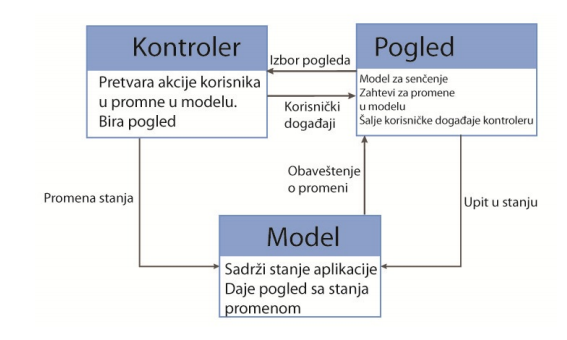 Kontroler
Pretvara akcije korisnika
u promne u modelu.
Bira pogled
Izbor pogleda
Korisnički
događaji
Pogled
Model za senčenje
Zahtevi za promene
u modelu
Šalje korisničke događaje kontroleru
Promena stanja
Obaveštenje
o promeni
Upit u stanju
Model
Sadrži stanje aplikacije
Daje pogled sa stanja
promenom